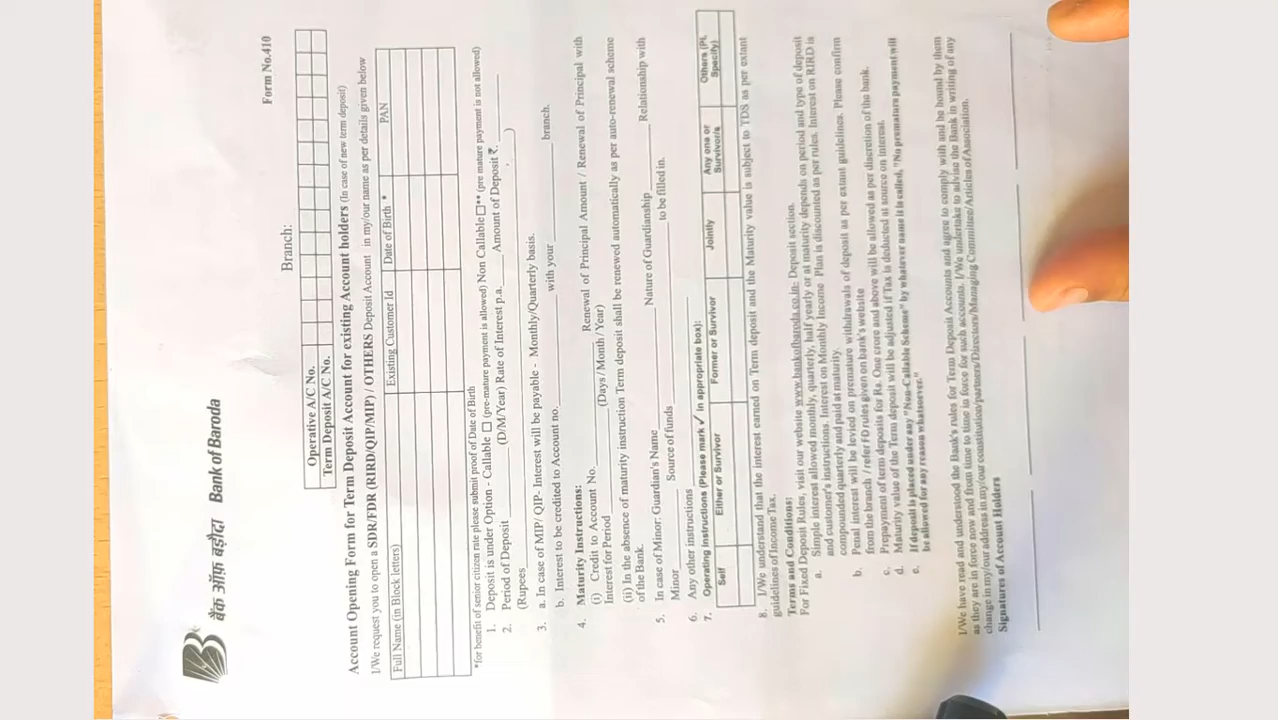 बैंक ऑफ़ बड़ौदा Bank of Baroda
Form No.410
Branch:
Operative A/C No.
Term Deposit A/C No.
Account Opening Form for Term Deposit Account for existing Account holders (In case of new term deposit)
I/We request you to open a SDR/FDR (RIRD/QIP/MIP) / OTHERS Deposit Account in my/our name as per details given below
Full Name (in Block letters) Existing Customer Id Date of Birth * PAN
*for benefit of senior citizen rate please submit proof of Date of Birth
1. Deposit is under Option - Callable ☐ (pre-mature payment is allowed) Non Callable ☐** (pre mature payment is not allowed)
2. Period of Deposit ______ (D/M/Year) Rate of Interest p.a. ______ Amount of Deposit ₹. ______
(Rupees ______)
3. a. In case of MIP/ QIP- Interest will be payable - Monthly/Quarterly basis.
b. Interest to be credited to Account no. ______ with your ______ branch.
4. Maturity Instructions:
(i) Credit to Account No. ______ Renewal of Principal Amount / Renewal of Principal with
Interest for Period ______ (Days / Month / Year)
(ii) In the absence of maturity instruction Term deposit shall be renewed automatically as per auto-renewal scheme
of the Bank.
5. In case of Minor: Guardian's Name ______ Nature of Guardianship ______ Relationship with
Minor ______ Source of funds ______ to be filled in.
6. Any other instructions ______
7. Operating Instructions (Please mark ✓ in appropriate box):
Self Either or Survivor Former or Survivor Jointly Any one or Survivor/s Others (Pl. Specify)
8. I/We understand that the interest earned on Term deposit and the Maturity value is subject to TDS as per extant
guidelines of Income Tax.
Terms and Conditions:
For Fixed Deposit Rules, visit our website www.bankofbaroda.co.in- Deposit section.
a. Simple interest allowed monthly, quarterly, half yearly or at maturity depends on period and type of deposit
and customer's instructions. Interest on Monthly Income Plan is discounted as per rules. Interest on RIRD is
compounded quarterly and paid at maturity.
b. Penal interest will be levied on premature withdrawals of deposit as per extant guidelines. Please confirm
from the branch / refer FD rules given on bank's website
c. Prepayment of term deposits for Rs. One crore and above will be allowed as per discretion of the bank.
d. Maturity value of the Term deposit will be adjusted if Tax is deducted at source on interest.
e. If deposit is placed under any "Non-Callable Scheme" by whatever name it is called, "No premature payment will
be allowed for any reason whatsoever."
I/We have read and understood the Bank's rules for Term Deposit Accounts and agree to comply with and be bound by them
as they are in force now and from time to time in force for such accounts. I/We undertake to advise the Bank in writing of any
change in my/our address in my/our constitution/partners/Directors/Managing Committee/Articles of Association.
Signatures of Account Holders